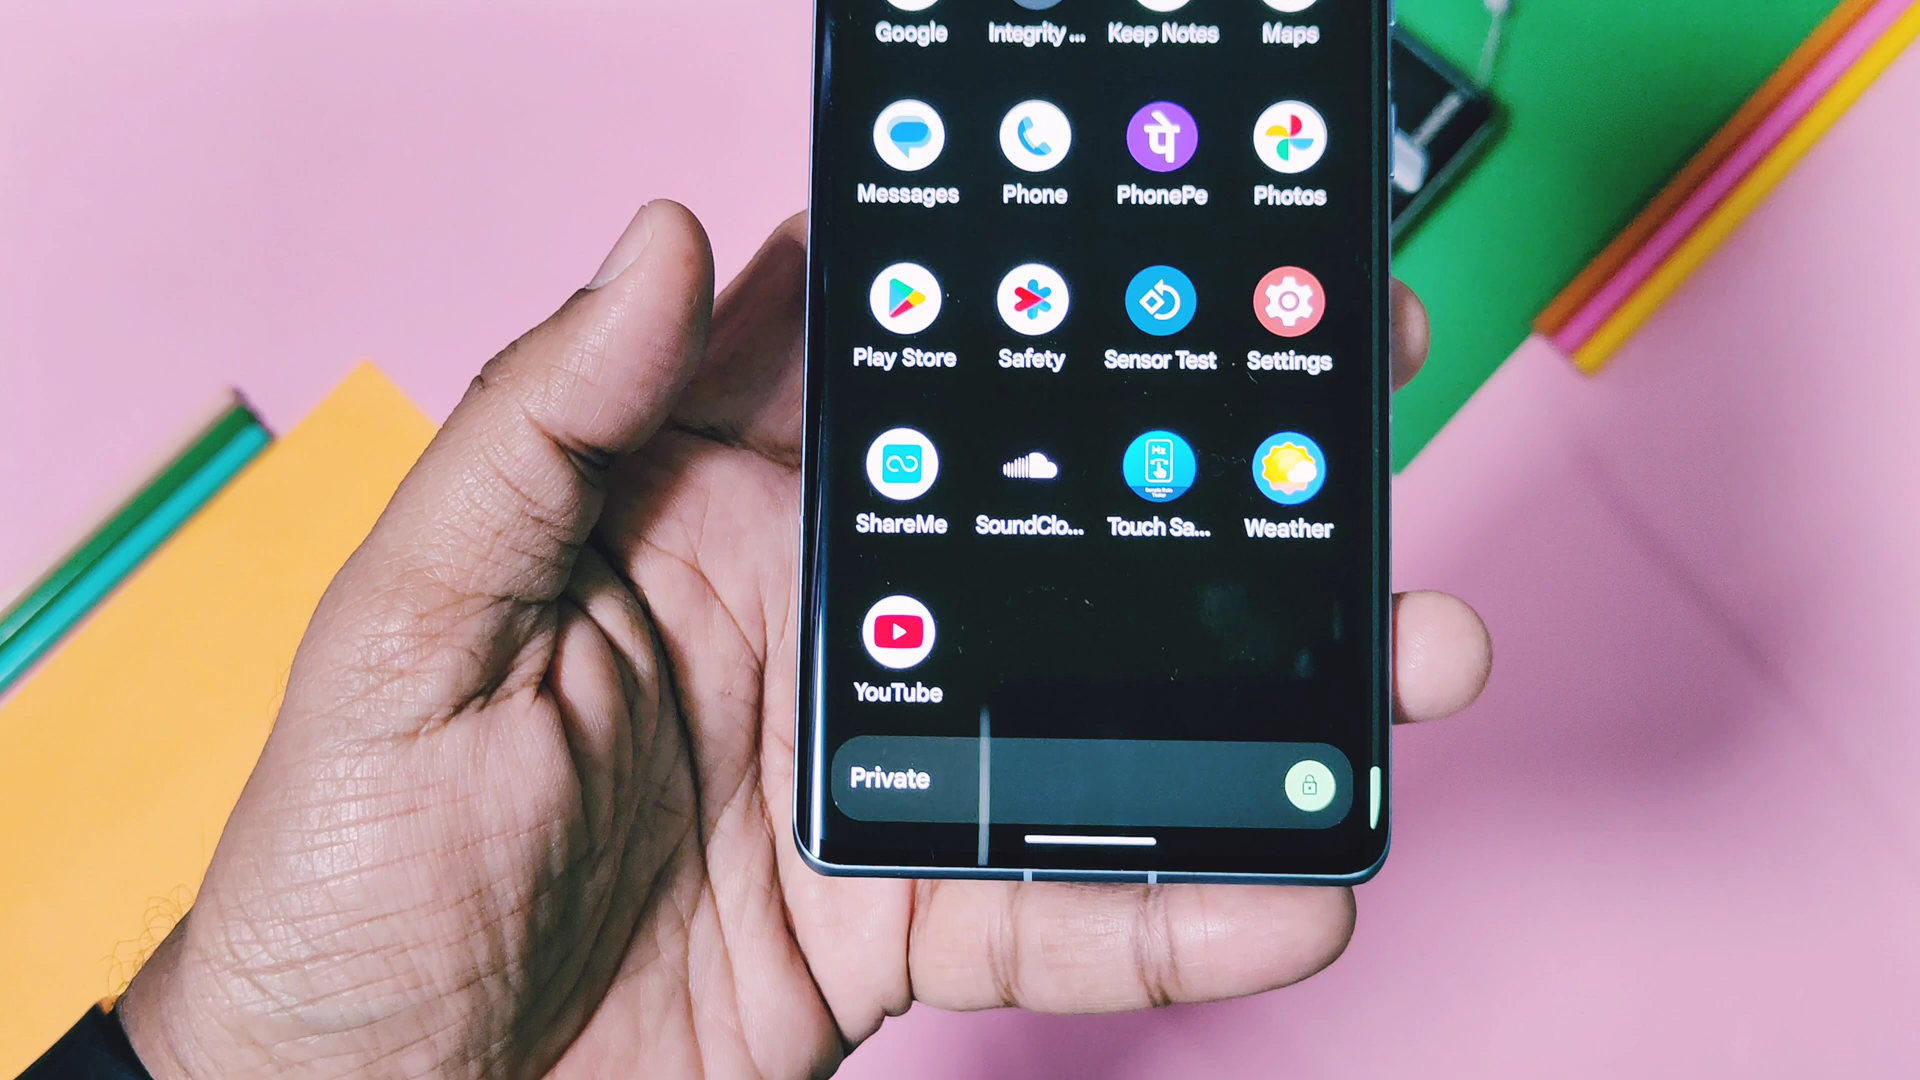 Google Integrity ... Keep Notes Maps
पे
Messages Phone PhonePe Photos
Play Store Safety Sensor Test Settings
Hz
ShareMe SoundClo... Touch Sa... Weather
YouTube
Private